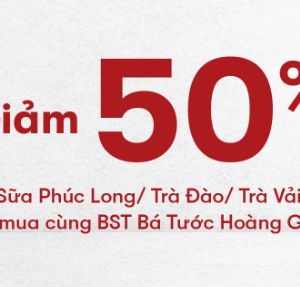 iảm 50%
Sữa Phúc Long/ Trà Đào/ Trà Vải
mua cùng BST Bá Tước Hoàng G